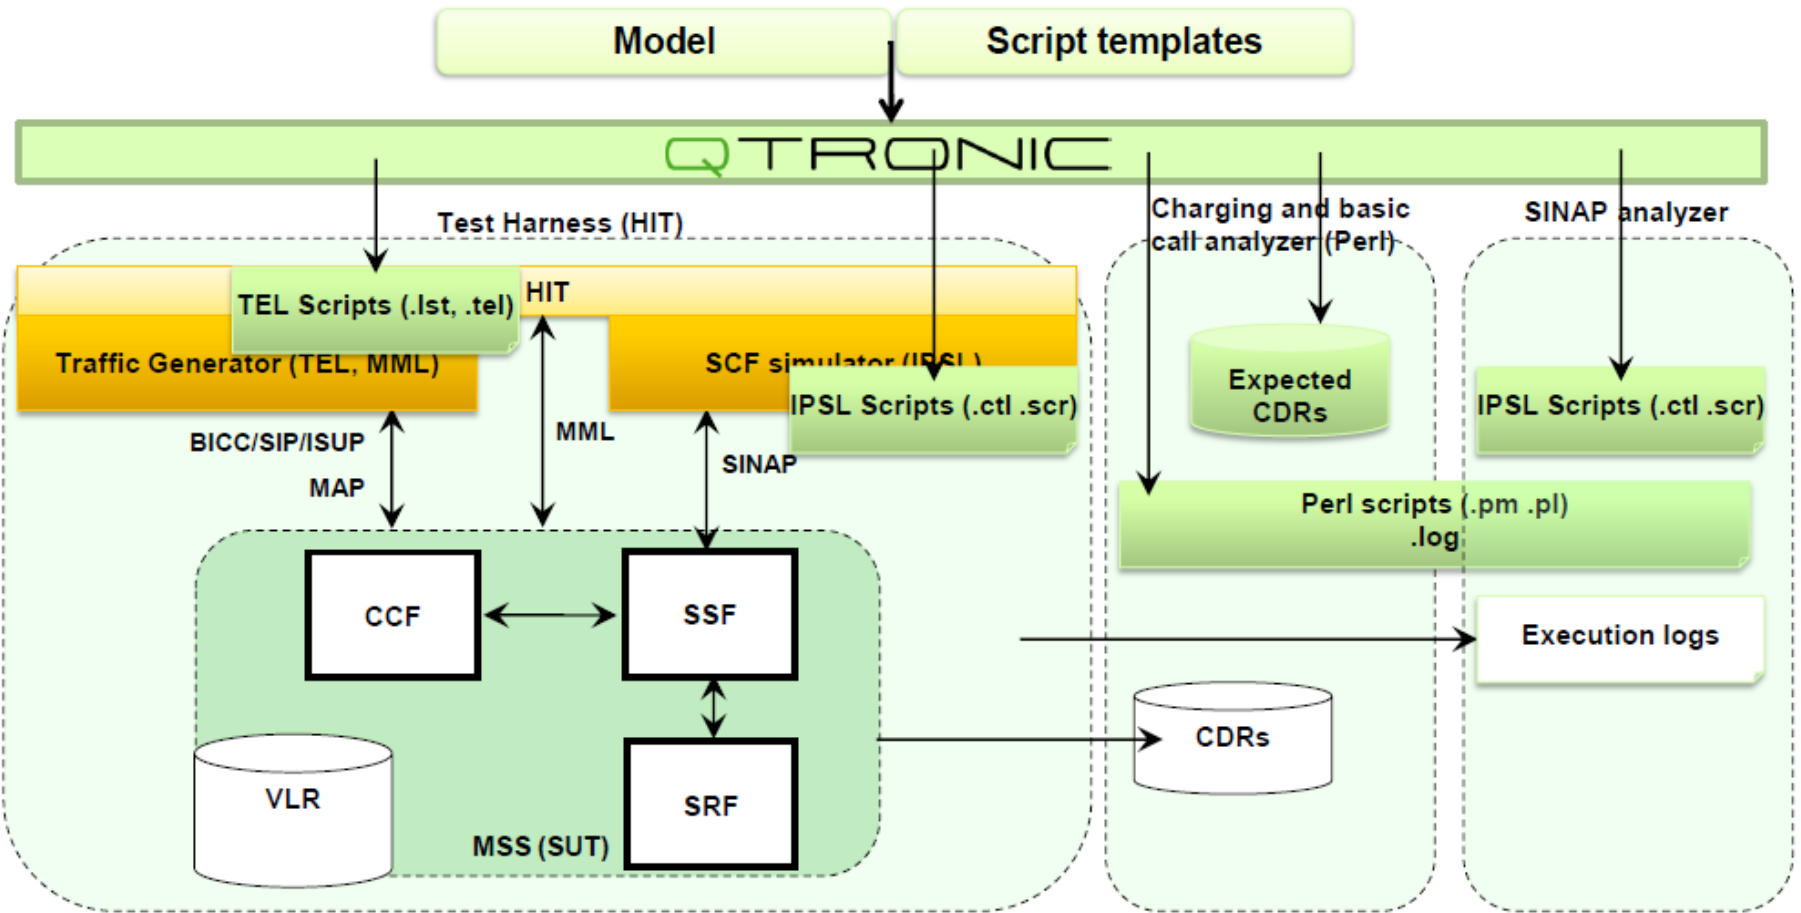 Model
Script templates
QTRONIC
Test Harness (HIT)
Charging and basic
call analyzer (Perl)
SINAP analyzer
HIT
TEL Scripts (.lst, .tel)
Traffic Generator (TEL, MML)
SCF simulator (IPSL)
IPSL Scripts (.ctl .scr)
Expected
CDRs
IPSL Scripts (.ctl .scr)
BICC/SIP/ISUP
MAP
MML
SINAP
Perl scripts (.pm .pl)
.log
CCF
SSF
Execution logs
CDRs
VLR
SRF
MSS (SUT)